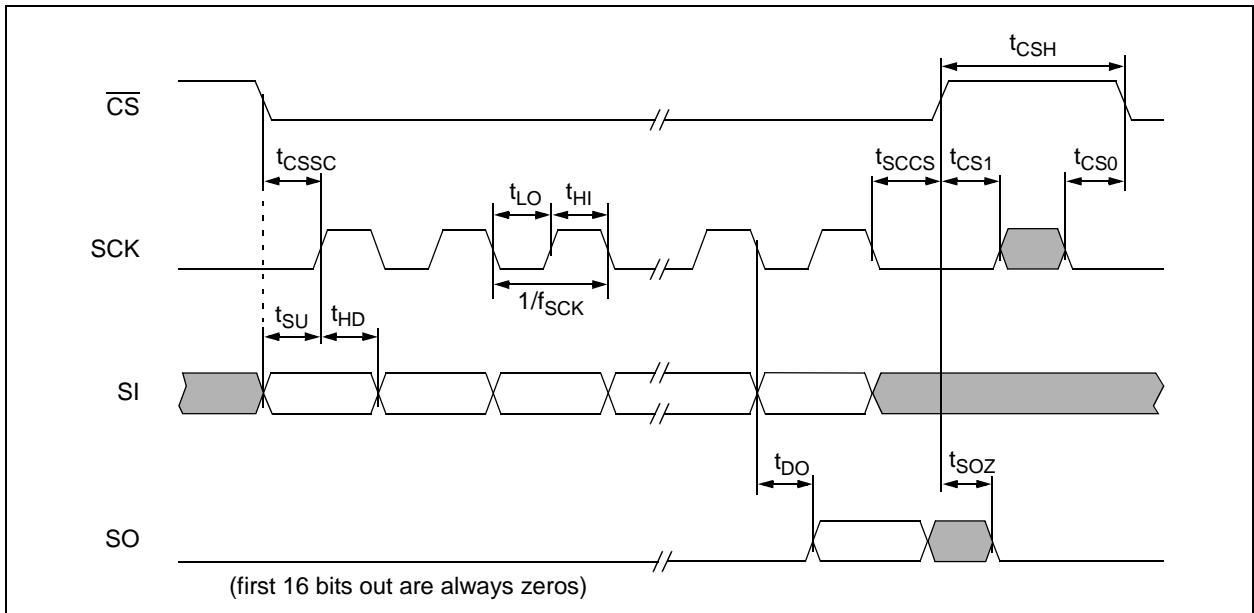 tCSH
CS
tCSSC
tSCCS
tCS1
tCS0
tLO
tHI
SCK
1/fSCK
tSU
tHD
SI
tDO
tSOZ
SO
(first 16 bits out are always zeros)